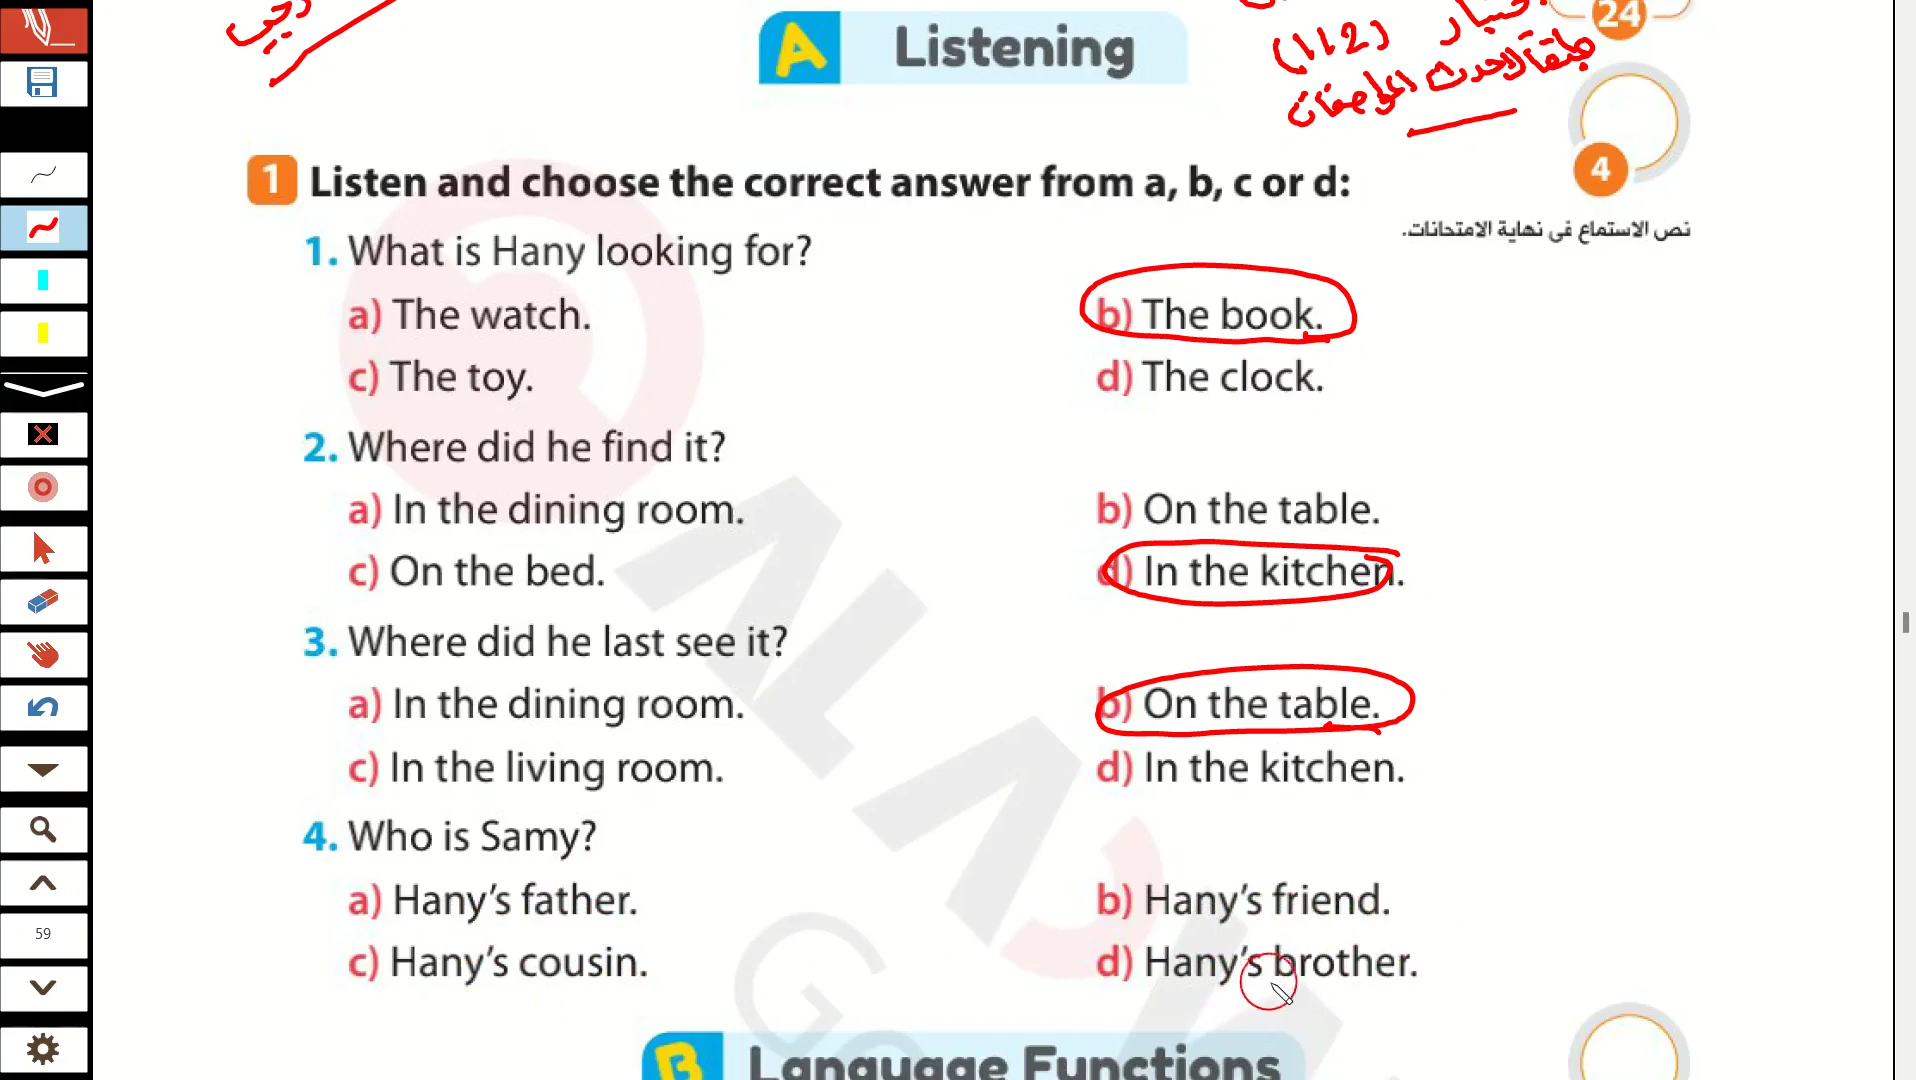 24
اختبار (112)
طبقا لاحدث المواصفات
A Listening
4
نص الاستماع فى نهاية الامتحانات.
1 Listen and choose the correct answer from a, b, c or d:
1. What is Hany looking for?
a) The watch. b) The book.
c) The toy. d) The clock.
2. Where did he find it?
a) In the dining room. b) On the table.
c) On the bed. d) In the kitchen.
3. Where did he last see it?
a) In the dining room. b) On the table.
c) In the living room. d) In the kitchen.
4. Who is Samy?
a) Hany’s father. b) Hany’s friend.
c) Hany’s cousin. d) Hany’s brother.
B Language Functions
59